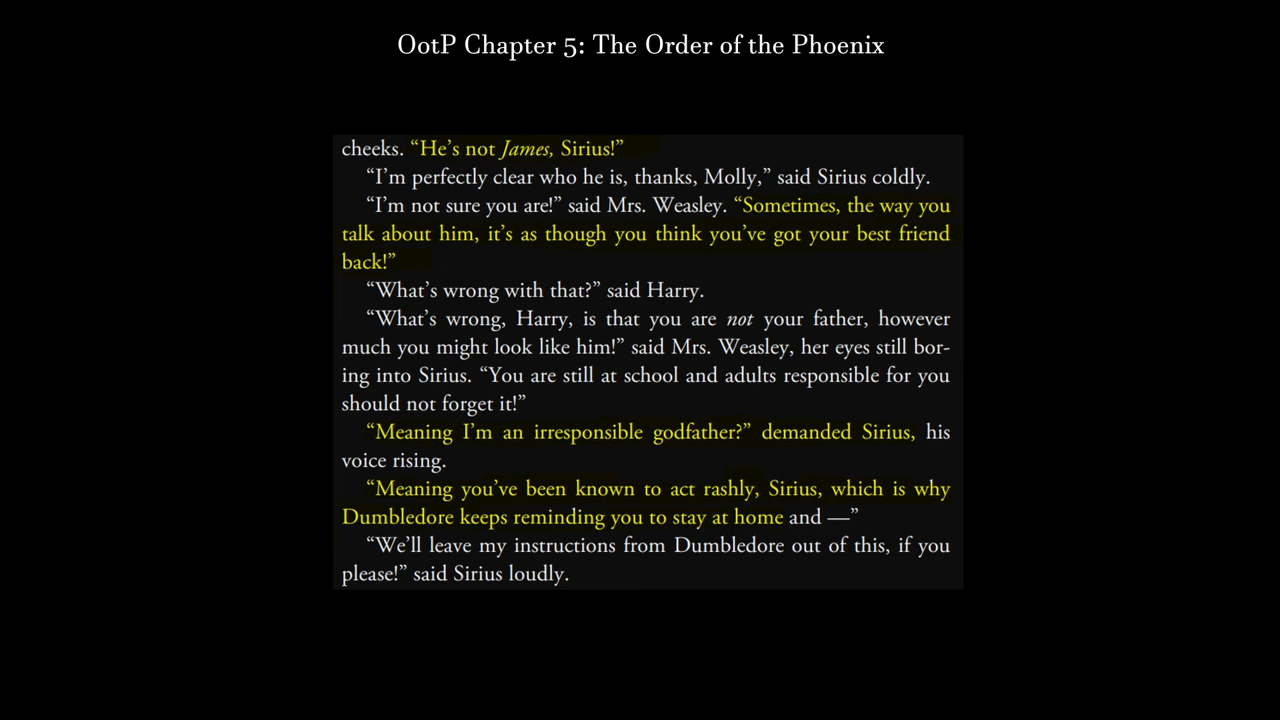 OotP Chapter 5: The Order of the Phoenix
cheeks. “He’s not James, Sirius!”
“I’m perfectly clear who he is, thanks, Molly,” said Sirius coldly.
“I’m not sure you are!” said Mrs. Weasley. “Sometimes, the way you
talk about him, it’s as though you think you’ve got your best friend
back!”
“What’s wrong with that?” said Harry.
“What’s wrong, Harry, is that you are not your father, however
much you might look like him!” said Mrs. Weasley, her eyes still bor-
ing into Sirius. “You are still at school and adults responsible for you
should not forget it!”
“Meaning I’m an irresponsible godfather?” demanded Sirius, his
voice rising.
“Meaning you’ve been known to act rashly, Sirius, which is why
Dumbledore keeps reminding you to stay at home and —”
“We’ll leave my instructions from Dumbledore out of this, if you
please!” said Sirius loudly.